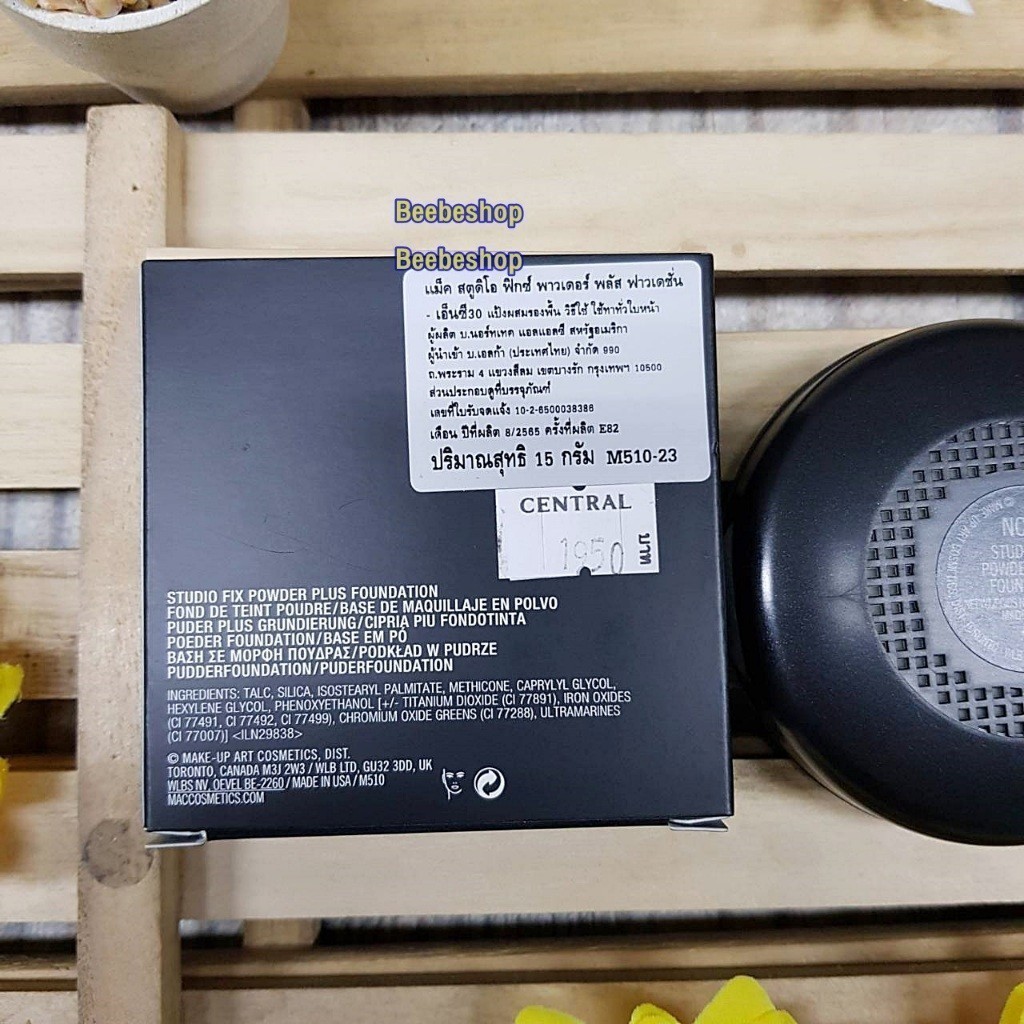 Beebeshop
Beebeshop
แม็ค สตูดิโอ ฟิกซ์ พาวเดอร์ พลัส ฟาวเดชั่น
- เอ็นซี30 แป้งผสมรองพื้น วิธีใช้ ใช้ทาทั่วใบหน้า
ผู้ผลิต บ.นอร์ทเทค แอลแอลซี สหรัฐอเมริกา
ผู้นำเข้า บ.เอลก้า (ประเทศไทย) จำกัด 990
ถ.พระราม 4 แขวงสีลม เขตบางรัก กรุงเทพฯ 10500
ส่วนประกอบดูที่บรรจุภัณฑ์
เลขที่ใบรับจดแจ้ง 10-2-6500038386
เดือน ปีที่ผลิต 8/2565 ครั้งที่ผลิต E82
ปริมาณสุทธิ 15 กรัม M510-23
CENTRAL
1950
บาท
STUDIO FIX POWDER PLUS FOUNDATION
FOND DE TEINT POUDRE/BASE DE MAQUILLAJE EN POLVO
PUDER PLUS GRUNDIERUNG/CIPRIA PIÙ FONDOTINTA
POEDER FOUNDATION/BASE EM PÓ
ΒΑΣΗ ΣΕ ΜΟΡΦΗ ΠΟΥΔΡΑΣ/PODKŁAD W PUDRZE
PUDDERFOUNDATION/PUDERFOUNDATION
INGREDIENTS: TALC, SILICA, ISOSTEARYL PALMITATE, METHICONE, CAPRYLYL GLYCOL,
HEXYLENE GLYCOL, PHENOXYETHANOL [+/- TITANIUM DIOXIDE (CI 77891), IRON OXIDES
(CI 77491, CI 77492, CI 77499), CHROMIUM OXIDE GREENS (CI 77288), ULTRAMARINES
(CI 77007)] <ILN29838>
© MAKE-UP ART COSMETICS, DIST.
TORONTO, CANADA M3J 2W3 / WLB LTD, GU32 3DD, UK
WLBS NV, OEVEL BE-2260 / MADE IN USA / M510
MACCOSMETICS.COM
STUD
POWDE
FOUN